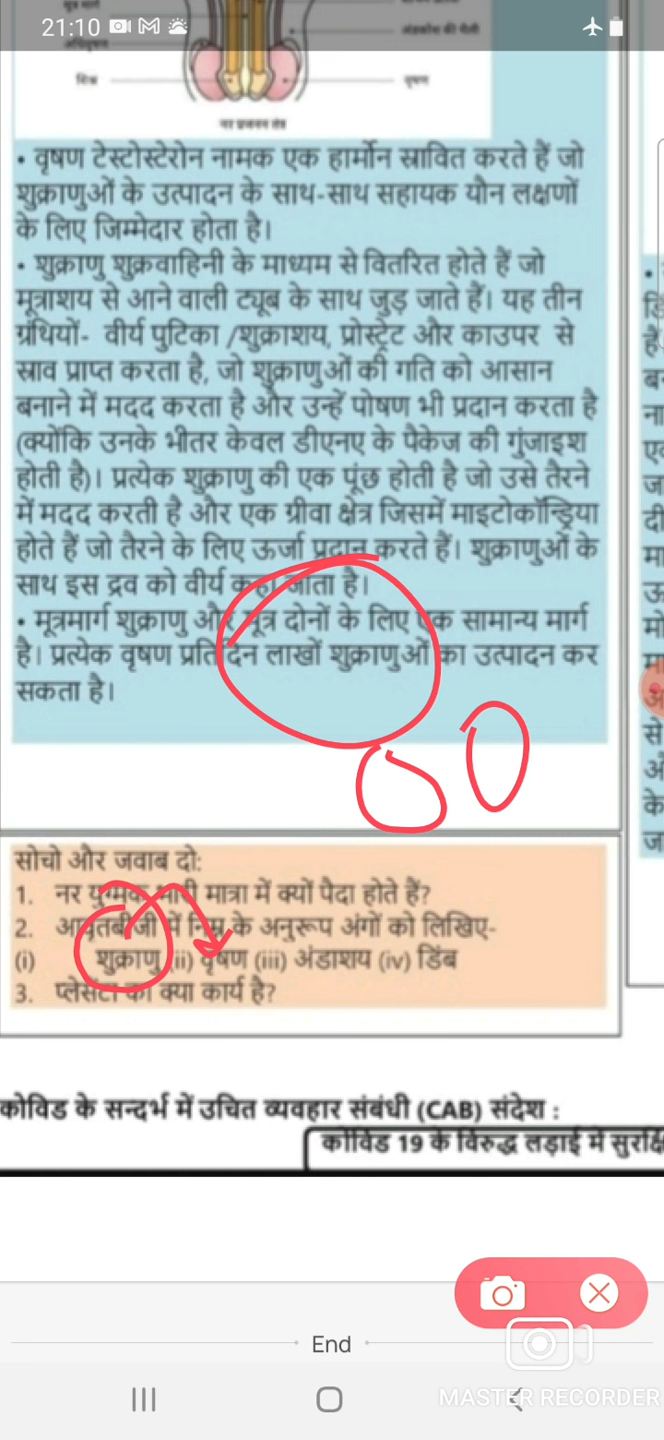 21:10
वृषण
नर प्रजनन तंत्र
• वृषण टेस्टोस्टेरोन नामक एक हार्मोन स्रावित करते हैं जो
शुक्राणुओं के उत्पादन के साथ-साथ सहायक यौन लक्षणों
के लिए जिम्मेदार होता है।
• शुक्राणु शुक्रवाहिनी के माध्यम से वितरित होते हैं जो
मूत्राशय से आने वाली ट्यूब के साथ जुड़ जाते हैं। यह तीन
ग्रंथियों- वीर्य पुटिका /शुक्राशय, प्रोस्ट्रेट और काउपर से
स्राव प्राप्त करता है, जो शुक्राणुओं की गति को आसान
बनाने में मदद करता है और उन्हें पोषण भी प्रदान करता है
(क्योंकि उनके भीतर केवल डीएनए के पैकेज की गुंजाइश
होती है)। प्रत्येक शुक्राणु की एक पूंछ होती है जो उसे तैरने
में मदद करती है और एक ग्रीवा क्षेत्र जिसमें माइटोकॉन्ड्रिया
होते हैं जो तैरने के लिए ऊर्जा प्रदान करते हैं। शुक्राणुओं के
साथ इस द्रव को वीर्य कहा जाता है।
• मूत्रमार्ग शुक्राणु और मूत्र दोनों के लिए एक सामान्य मार्ग
है। प्रत्येक वृषण प्रतिदिन लाखों शुक्राणुओं का उत्पादन कर
सकता है।
सोचो और जवाब दो:
1. नर युग्मक भारी मात्रा में क्यों पैदा होते हैं?
2. आवृतबीजी में निम्न के अनुरूप अंगों को लिखिए-
(i) शुक्राणु (ii) वृषण (iii) अंडाशय (iv) डिंब
3. प्लेसेंटा का क्या कार्य है?
कोविड के सन्दर्भ में उचित व्यवहार संबंधी (CAB) संदेश :
कोविड 19 के विरुद्ध लड़ाई में
End
MASTER RECORDER